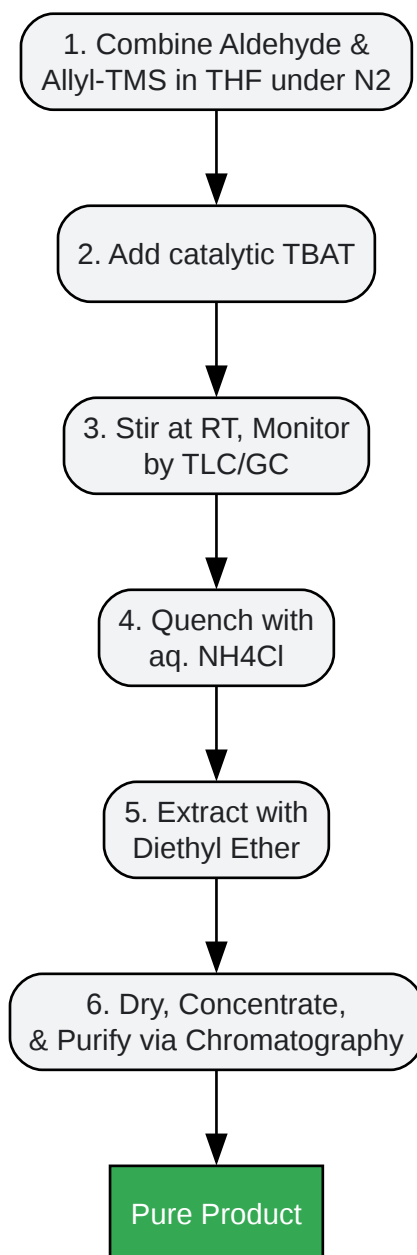 1. Combine Aldehyde &
Allyl-TMS in THF under N2
2. Add catalytic TBAT
3. Stir at RT, Monitor
by TLC/GC
4. Quench with
aq. NH4Cl
5. Extract with
Diethyl Ether
6. Dry, Concentrate,
& Purify via Chromatography
Pure Product